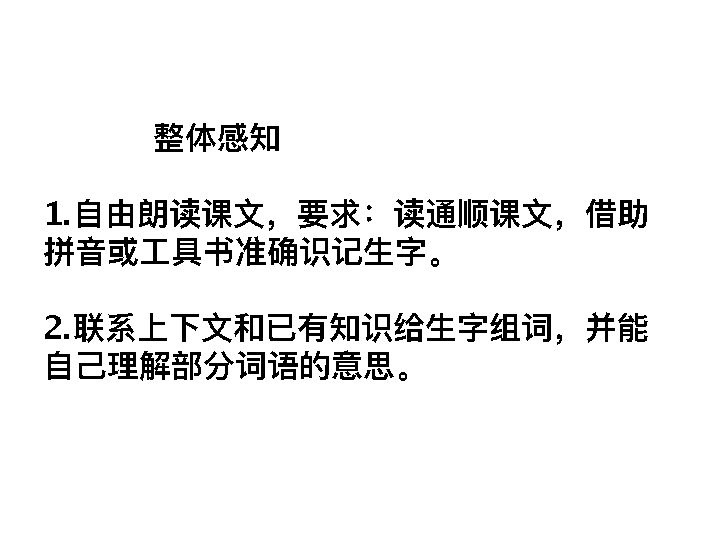 整体感知
1.自由朗读课文，要求：读通顺课文，借助
拼音或工具书准确识记生字。
2.联系上下文和已有知识给生字组词，并能
自己理解部分词语的意思。